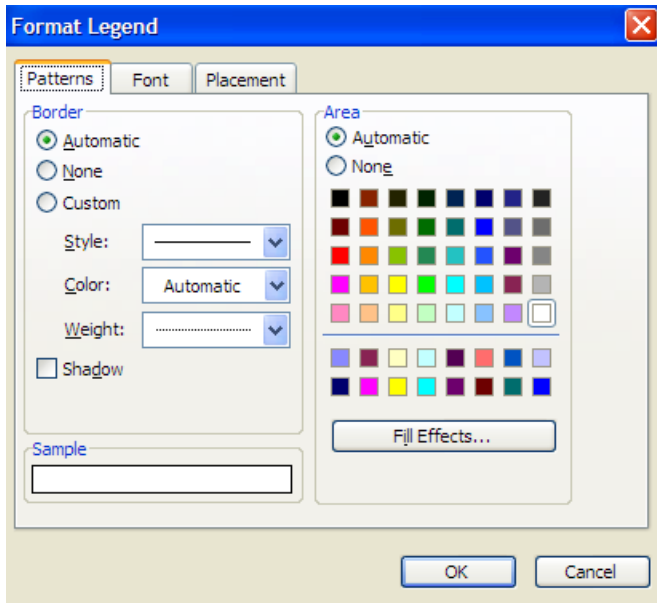 Format Legend
Patterns Font Placement
Border
Automatic
None
Custom
Style:
Color: Automatic
Weight:
Shadow
Sample
Area
Automatic
None
Fill Effects...
OK Cancel